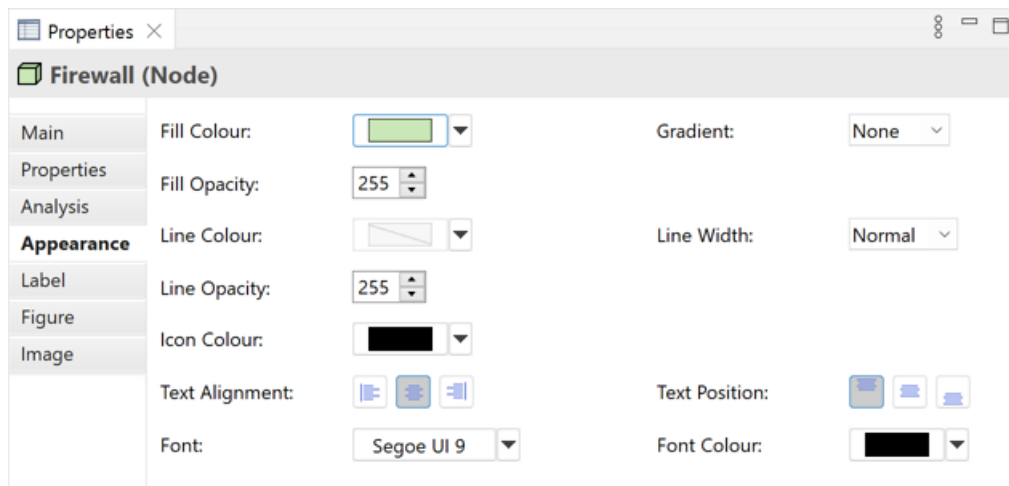 Properties
Firewall (Node)
Main
Properties
Analysis
Appearance
Label
Figure
Image
Fill Colour:
Gradient: None
Fill Opacity: 255
Line Colour:
Line Width: Normal
Line Opacity: 255
Icon Colour:
Text Alignment:
Text Position:
Font: Segoe UI 9
Font Colour: